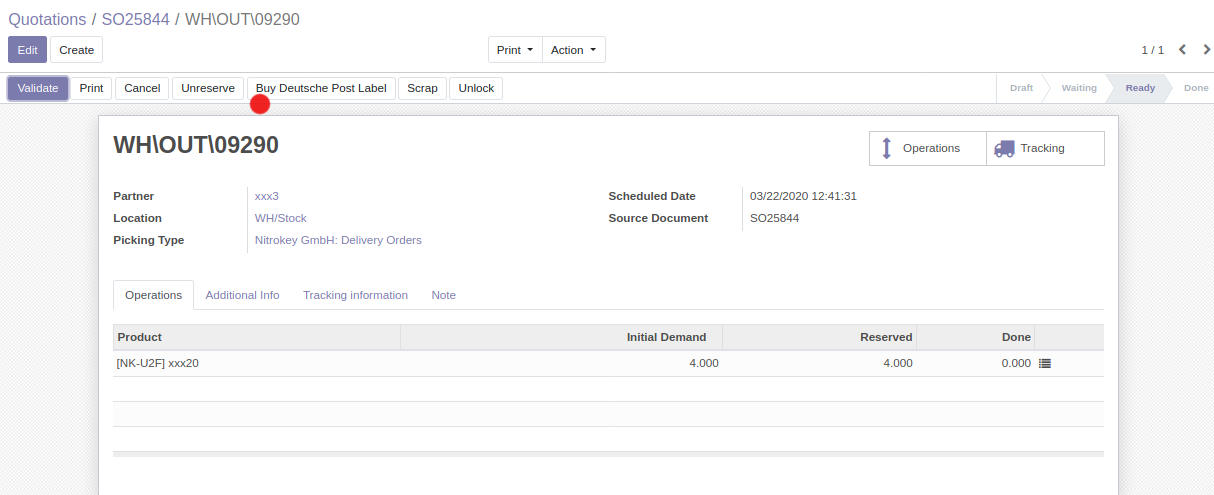 Quotations / SO25844 / WH\OUT\09290
Edit Create Print Action 1 / 1
Validate Print Cancel Unreserve Buy Deutsche Post Label Scrap Unlock Draft Waiting Ready Done
WH\OUT\09290
Operations Tracking
Partner xxx3 Scheduled Date 03/22/2020 12:41:31
Location WH/Stock Source Document SO25844
Picking Type Nitrokey GmbH: Delivery Orders
Operations Additional Info Tracking information Note
Product Initial Demand Reserved Done
[NK-U2F] xxx20 4.000 4.000 0.000